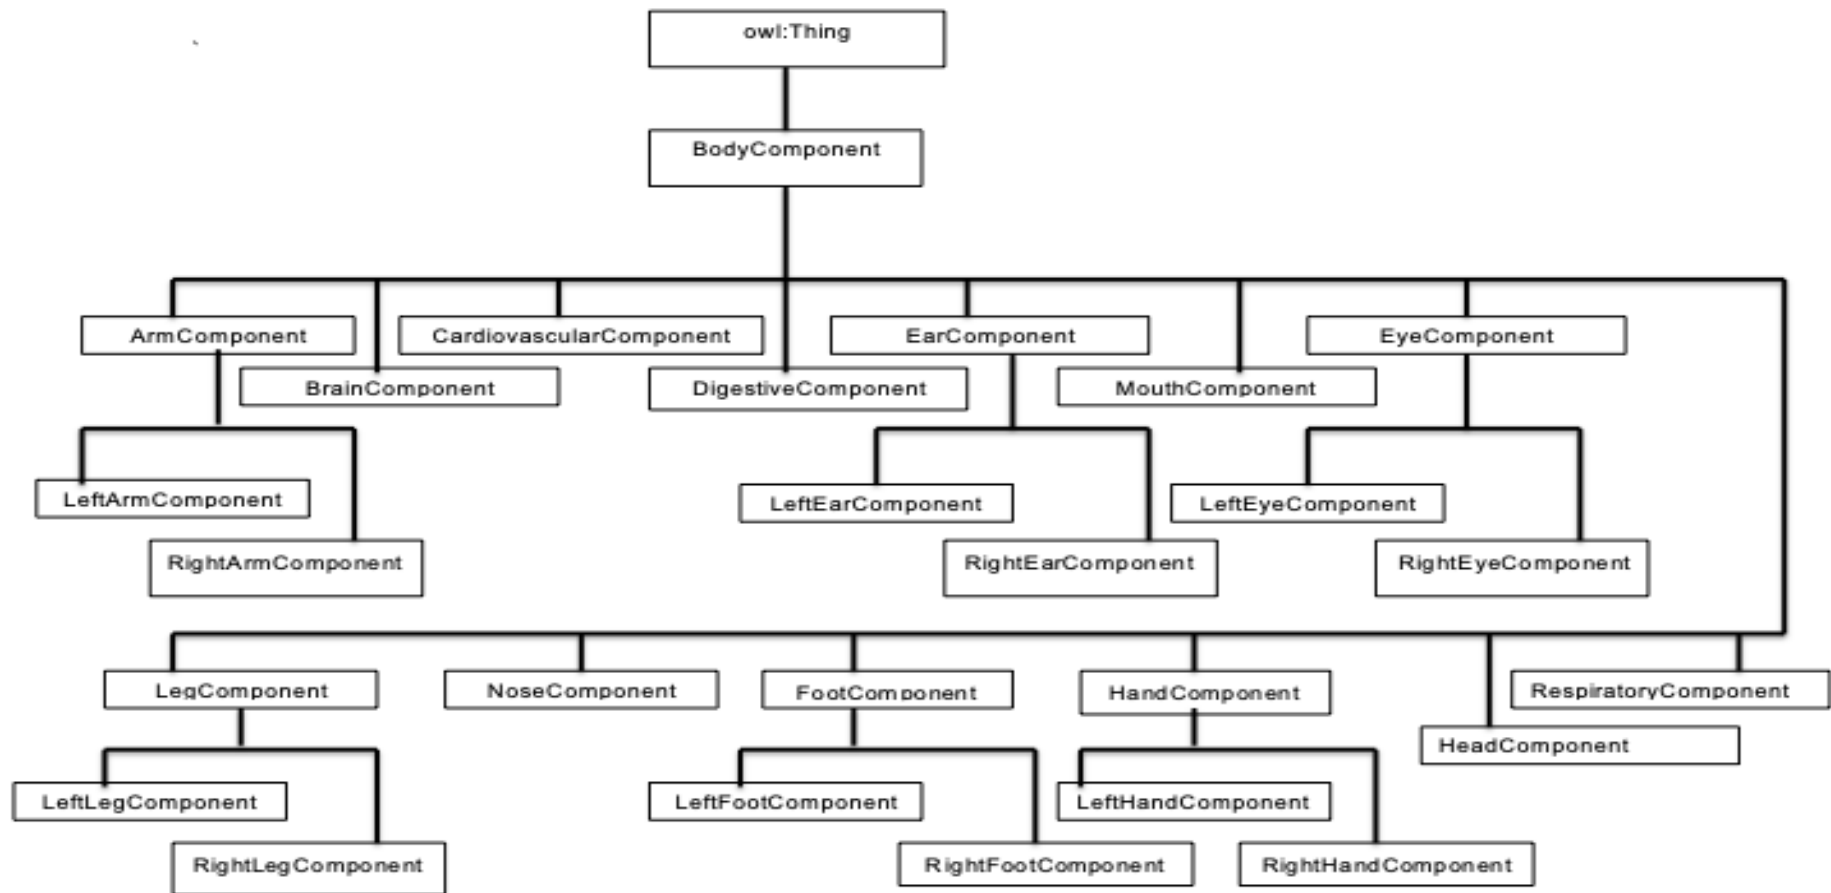 owl:Thing
BodyComponent
ArmComponent
CardiovascularComponent
EarComponent
EyeComponent
BrainComponent
DigestiveComponent
MouthComponent
LeftArmComponent
LeftEarComponent
LeftEyeComponent
RightArmComponent
RightEarComponent
RightEyeComponent
LegComponent
NoseComponent
FootComponent
HandComponent
RespiratoryComponent
HeadComponent
LeftLegComponent
LeftFootComponent
LeftHandComponent
RightLegComponent
RightFootComponent
RightHandComponent